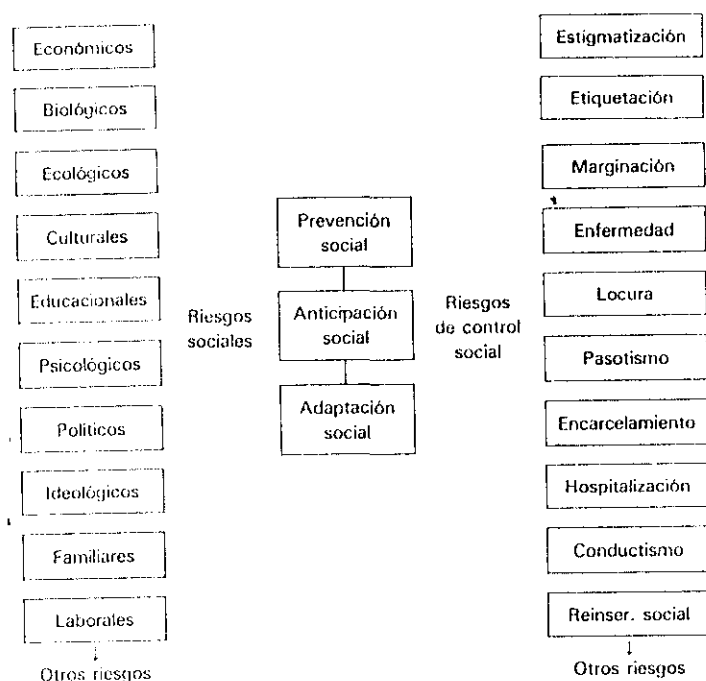 Económicos
Biológicos
Ecológicos
Culturales
Educacionales
Psicológicos
Políticos
Ideológicos
Familiares
Laborales
Otros riesgos
Riesgos
sociales
Prevención
social
Anticipación
social
Adaptación
social
Riesgos
de control
social
Estigmatización
Etiquetación
Marginación
Enfermedad
Locura
Pasotismo
Encarcelamiento
Hospitalización
Conductismo
Reinser. social
Otros riesgos